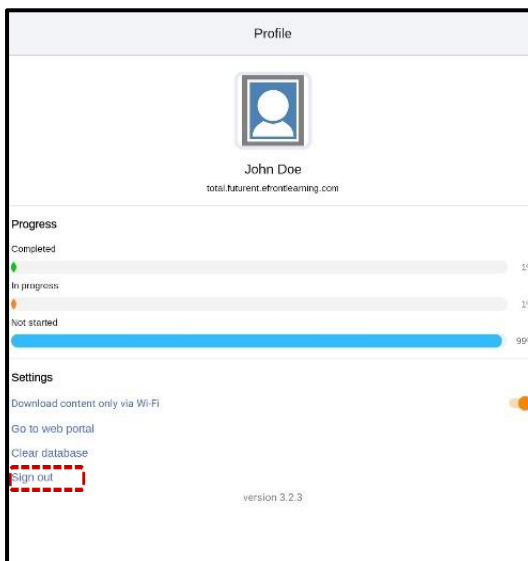 Profile
John Doe
total.futurent.efrontlearning.com
Progress
Completed
In progress
Not started
Settings
Download content only via Wi-Fi
Go to web portal
Clear database
Sign out
version 3.2.3